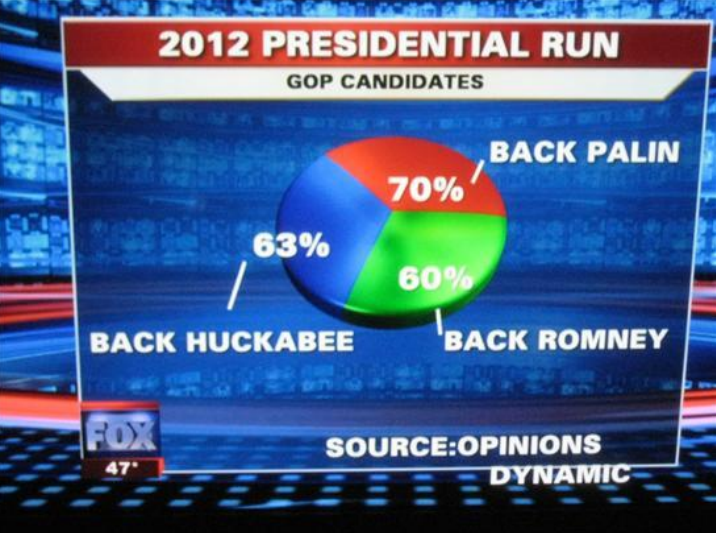 2012 PRESIDENTIAL RUN
GOP CANDIDATES
BACK PALIN
70%
63%
60%
BACK HUCKABEE
BACK ROMNEY
FOX
47°
SOURCE:OPINIONS
DYNAMIC